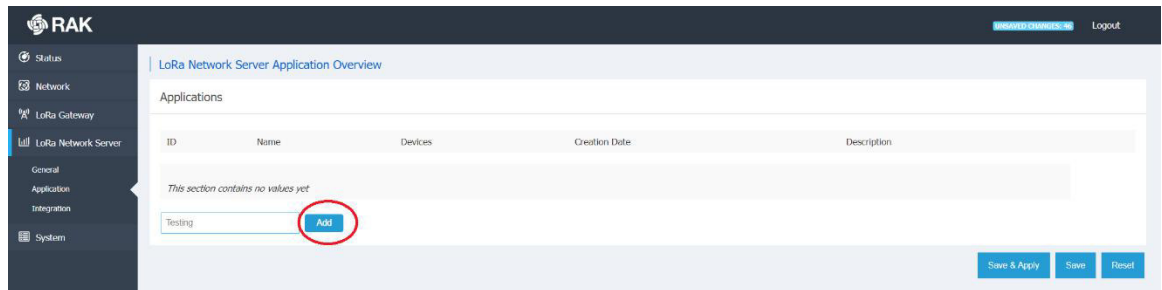 RAK
UNSAVED CHANGES: 46 Logout
Status
LoRa Network Server Application Overview
Network
Applications
LoRa Gateway
LoRa Network Server
ID Name Devices Creation Date Description
General
Application
This section contains no values yet
Integration
Testing Add
System
Save & Apply Save Reset